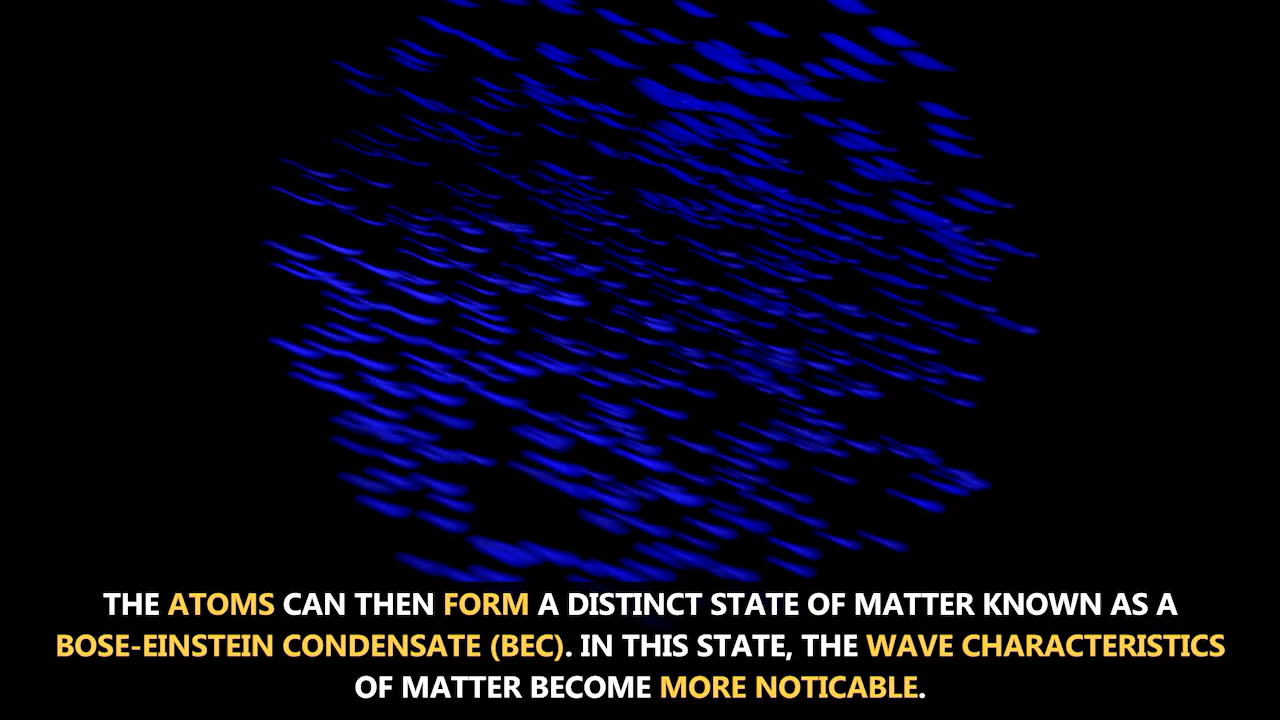 THE ATOMS CAN THEN FORM A DISTINCT STATE OF MATTER KNOWN AS A
BOSE-EINSTEIN CONDENSATE (BEC). IN THIS STATE, THE WAVE CHARACTERISTICS
OF MATTER BECOME MORE NOTICABLE.